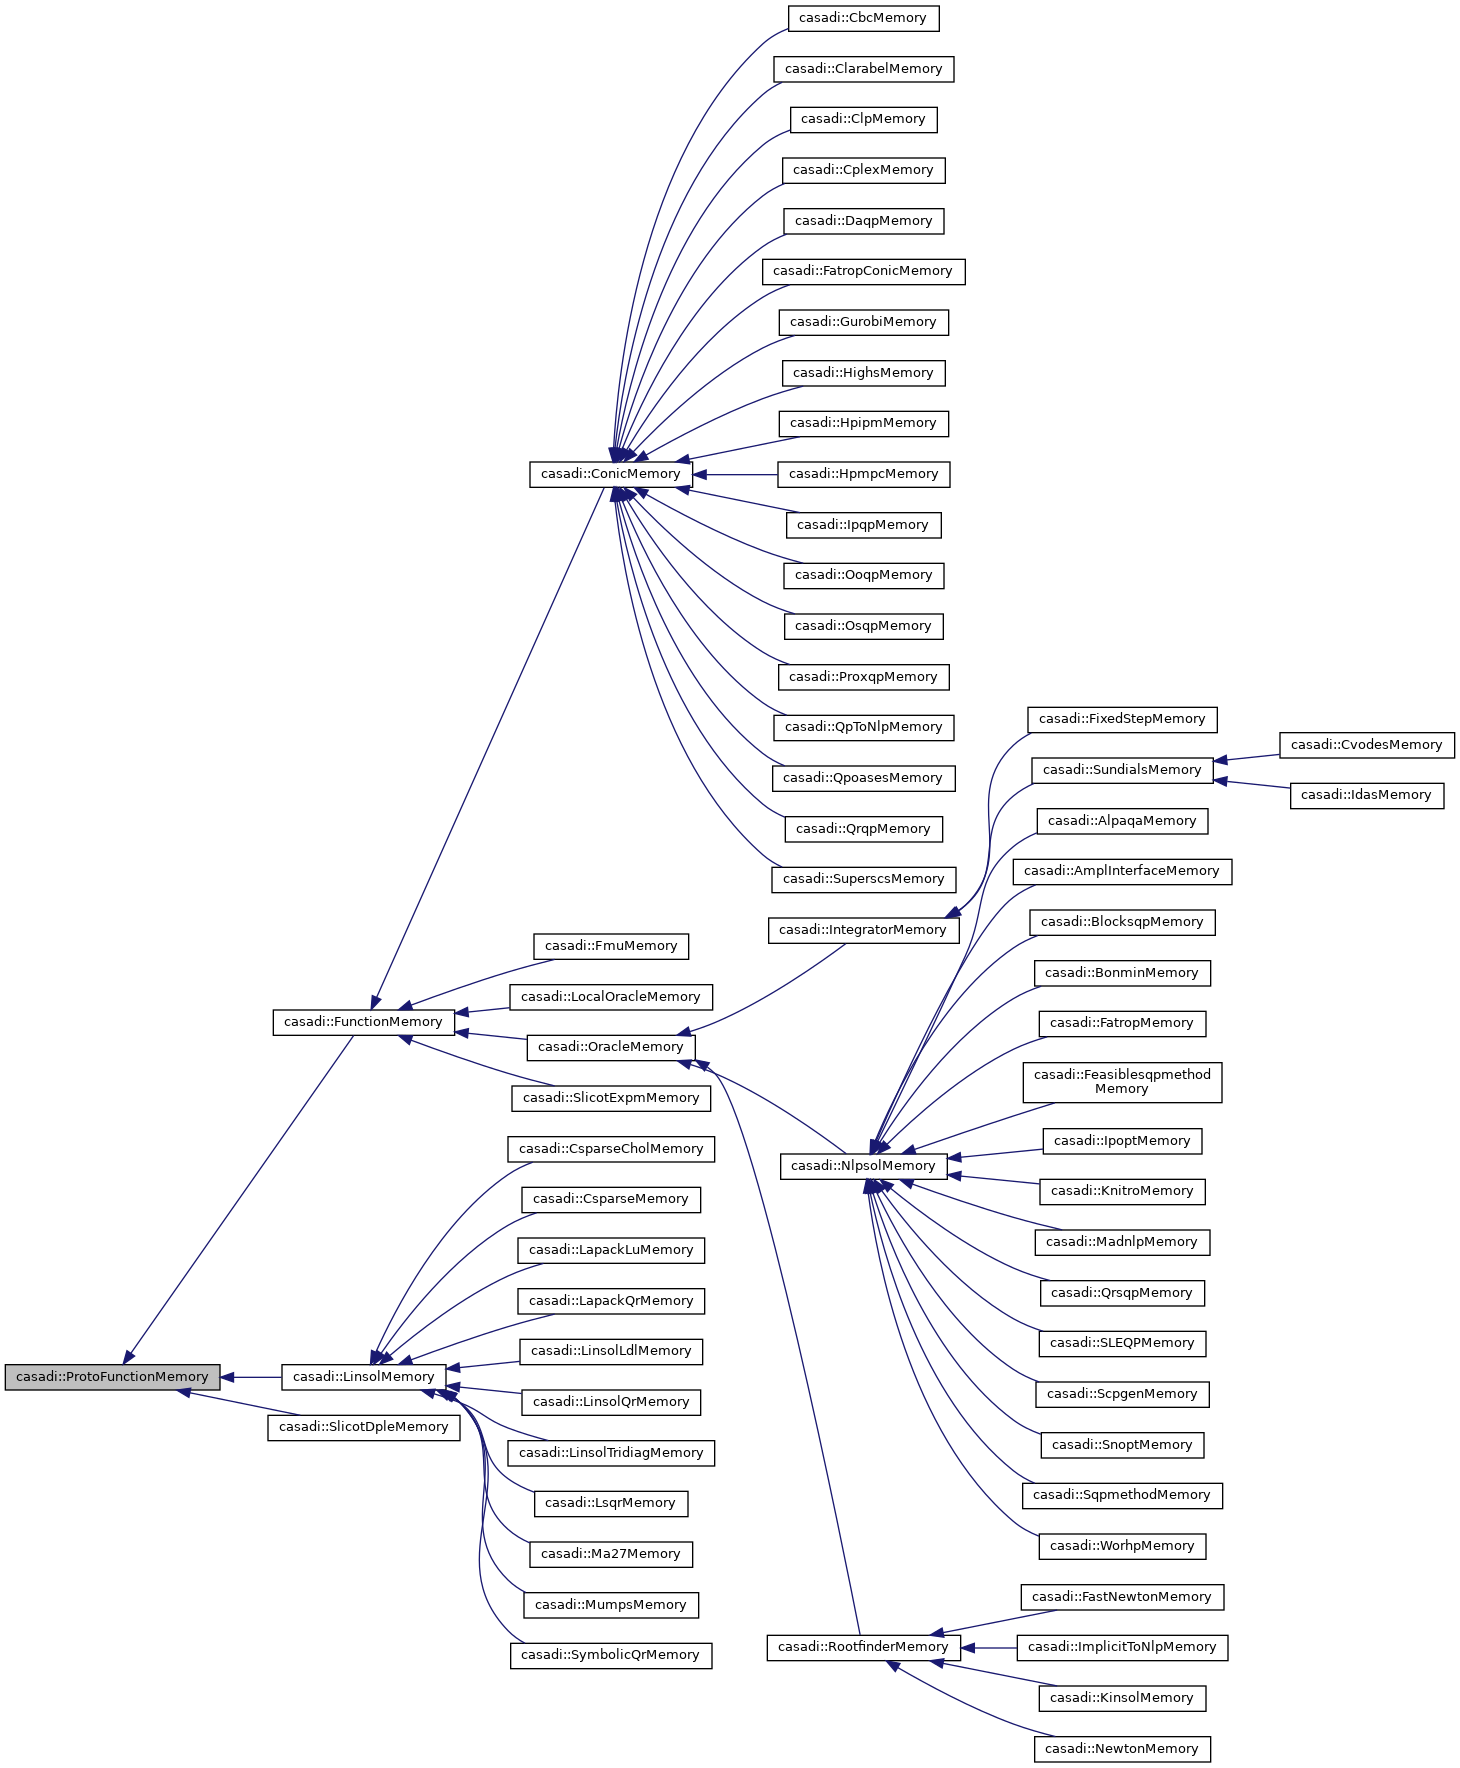 casadi::CbcMemory
casadi::ClarabelMemory
casadi::ClpMemory
casadi::CplexMemory
casadi::DaqpMemory
casadi::FatropConicMemory
casadi::GurobiMemory
casadi::HighsMemory
casadi::HpipmMemory
casadi::ConicMemory
casadi::HpmpcMemory
casadi::IpqpMemory
casadi::OoqpMemory
casadi::OsqpMemory
casadi::ProxqpMemory
casadi::QpToNlpMemory
casadi::QpoasesMemory
casadi::QrqpMemory
casadi::SuperscsMemory
casadi::FixedStepMemory
casadi::SundialsMemory
casadi::CvodesMemory
casadi::IdasMemory
casadi::AlpaqaMemory
casadi::AmplInterfaceMemory
casadi::BlocksqpMemory
casadi::IntegratorMemory
casadi::FmuMemory
casadi::BonminMemory
casadi::LocalOracleMemory
casadi::FunctionMemory
casadi::FatropMemory
casadi::OracleMemory
casadi::Feasiblesqpmethod
Memory
casadi::SlicotExpmMemory
casadi::IpoptMemory
casadi::CsparseCholMemory
casadi::NlpsolMemory
casadi::KnitroMemory
casadi::CsparseMemory
casadi::MadnlpMemory
casadi::LapackLuMemory
casadi::QrsqpMemory
casadi::LapackQrMemory
casadi::SLEQPMemory
casadi::LinsolLdlMemory
casadi::ProtoFunctionMemory
casadi::LinsolMemory
casadi::ScpgenMemory
casadi::LinsolQrMemory
casadi::SlicotDpleMemory
casadi::SnoptMemory
casadi::LinsolTridiagMemory
casadi::SqpmethodMemory
casadi::LsqrMemory
casadi::WorhpMemory
casadi::Ma27Memory
casadi::FastNewtonMemory
casadi::MumpsMemory
casadi::RootfinderMemory
casadi::ImplicitToNlpMemory
casadi::SymbolicQrMemory
casadi::KinsolMemory
casadi::NewtonMemory